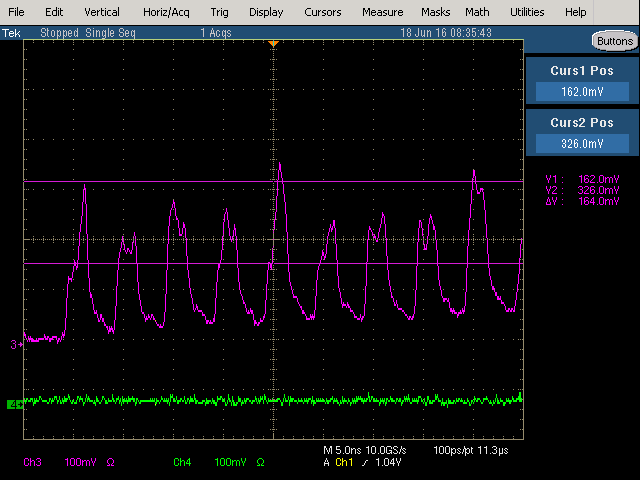 File Edit Vertical Horiz/Acq Trig Display Cursors Measure Masks Math Utilities Help
Tek Stopped Single Seq 1 Acqs 18 Jun 16 08:35:43
Buttons
Curs1 Pos
162.0mV
Curs2 Pos
326.0mV
V1 : 162.0mV
V2 : 326.0mV
ΔV : 164.0mV
3
4
M 5.0ns 10.0GS/s 100ps/pt 11.3µs
Ch3 100mV Ω Ch4 100mV Ω A Ch1 ⁄ 1.04V